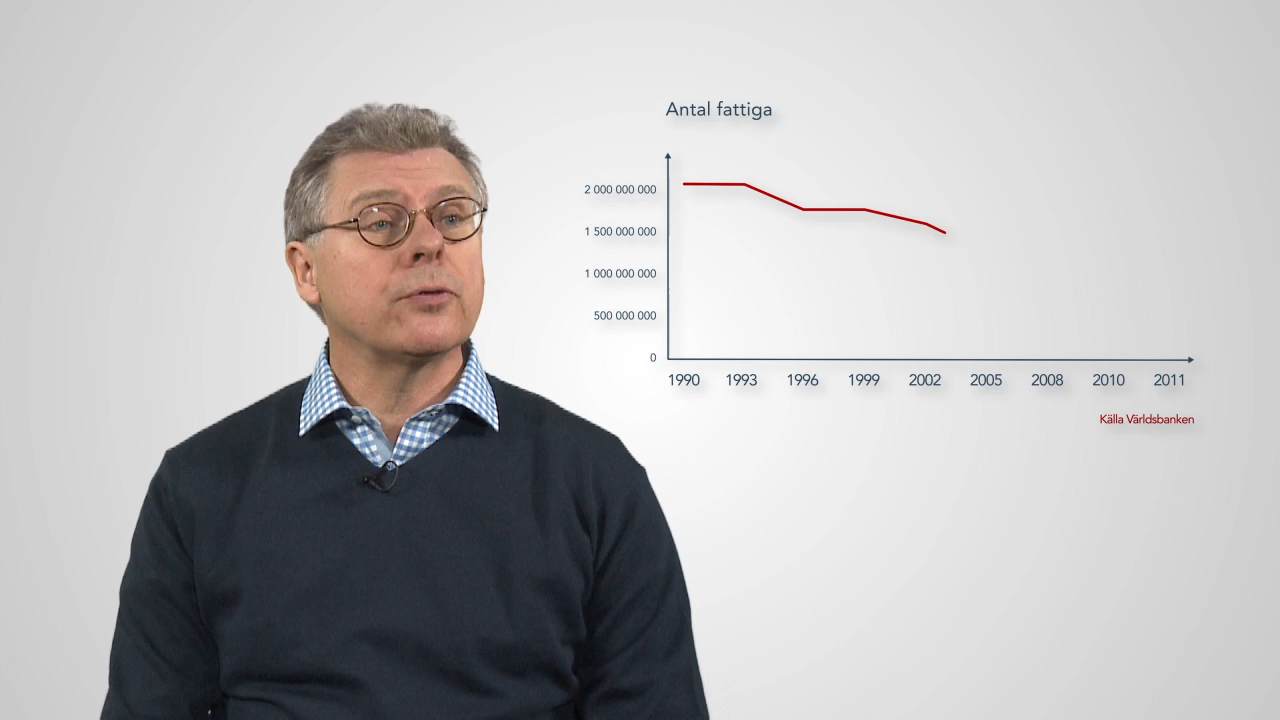 Antal fattiga
2 000 000 000
1 500 000 000
1 000 000 000
500 000 000
0
1990 1993 1996 1999 2002 2005 2008 2010 2011
Källa Världsbanken